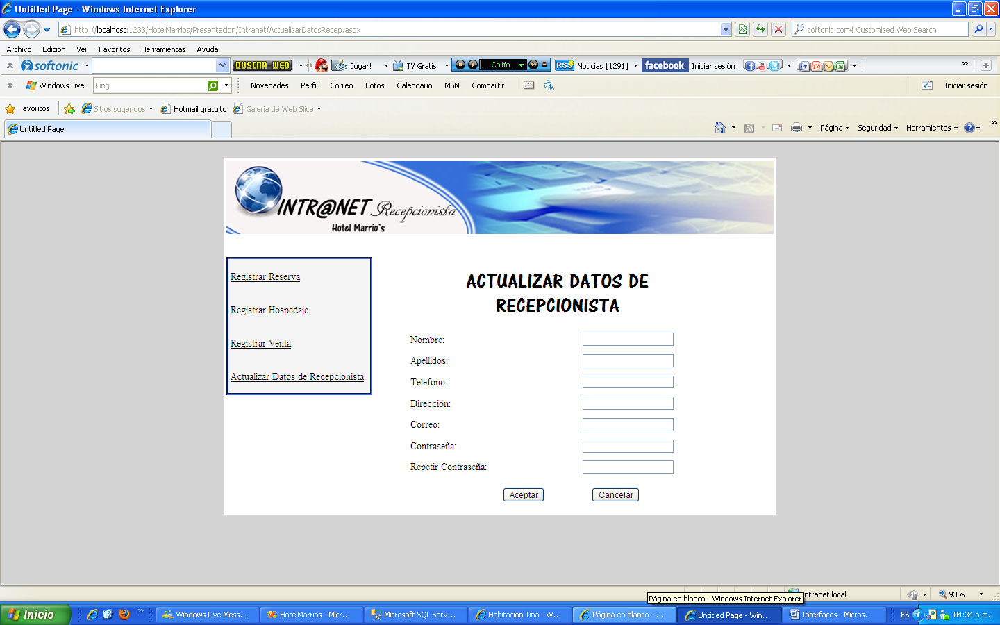 Untitled Page - Windows Internet Explorer
http://localhost:1233/HotelMarrios/Presentacion/Intranet/ActualizarDatosRecep.aspx
softonic.com4 Customized Web Search
Archivo Edición Ver Favoritos Herramientas Ayuda
softonic BUSCAR WEB Jugar! TV Gratis ..... Califo... RSS Noticias [1291] facebook Iniciar sesión »
Windows Live Bing Novedades Perfil Correo Fotos Calendario MSN Compartir Iniciar sesión
Favoritos Sitios sugeridos Hotmail gratuito Galería de Web Slice
Untitled Page Página Seguridad Herramientas »
INTR@NET Recepcionista
Hotel Marrio's
Registrar Reserva
Registrar Hospedaje
Registrar Venta
Actualizar Datos de Recepcionista
ACTUALIZAR DATOS DE
RECEPCIONISTA
Nombre:
Apellidos:
Telefono:
Dirección:
Correo:
Contraseña:
Repetir Contraseña:
Aceptar Cancelar
Página en blanco - Windows Internet Explorer
ntranet local 93%
Inicio » Windows Live Mess... HotelMarrios - Micr... Microsoft SQL Serv... Habitacion Tina - W... Página en blanco - ... Untitled Page - Win... Interfaces - Micros... ES 04:34 p.m.